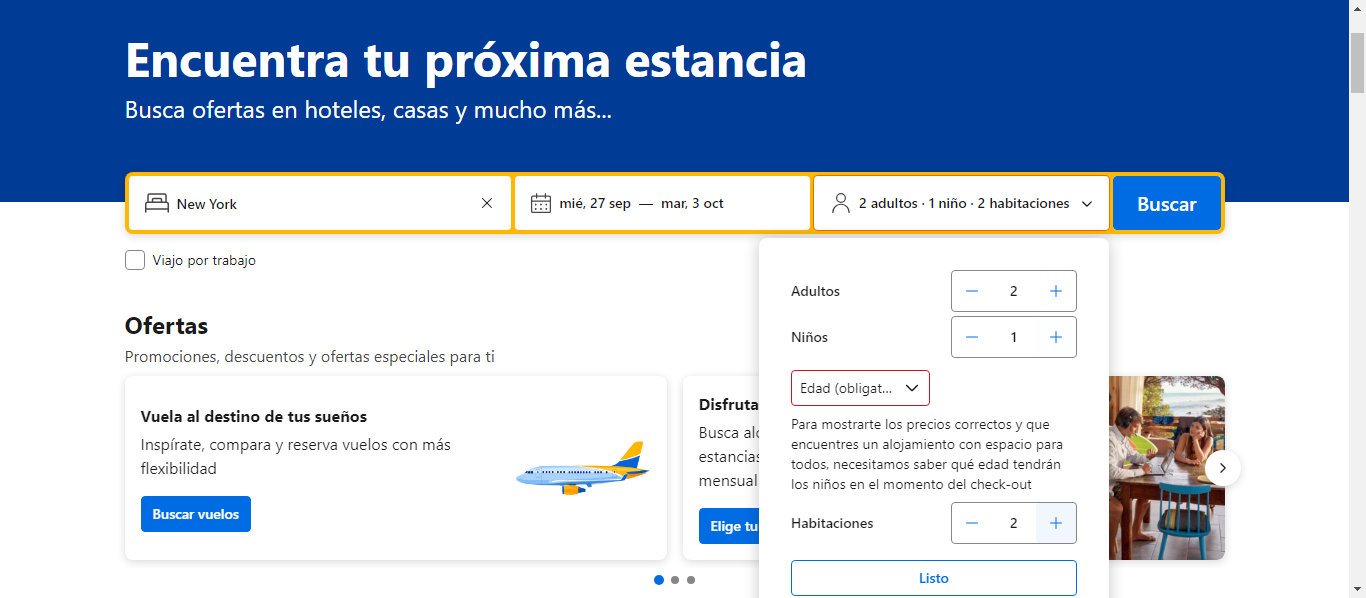 Encuentra tu próxima estancia
Busca ofertas en hoteles, casas y mucho más...
New York
mié, 27 sep — mar, 3 oct
2 adultos · 1 niño · 2 habitaciones
Buscar
Viajo por trabajo
Adultos
2
Niños
1
Edad (obligat...
Para mostrarte los precios correctos y que
encuentres un alojamiento con espacio para
todos, necesitamos saber qué edad tendrán
los niños en el momento del check-out
Habitaciones
2
Listo
Ofertas
Promociones, descuentos y ofertas especiales para ti
Vuela al destino de tus sueños
Inspírate, compara y reserva vuelos con más
flexibilidad
Buscar vuelos
Disfruta
Busca
estancias
mensual
Elige tu